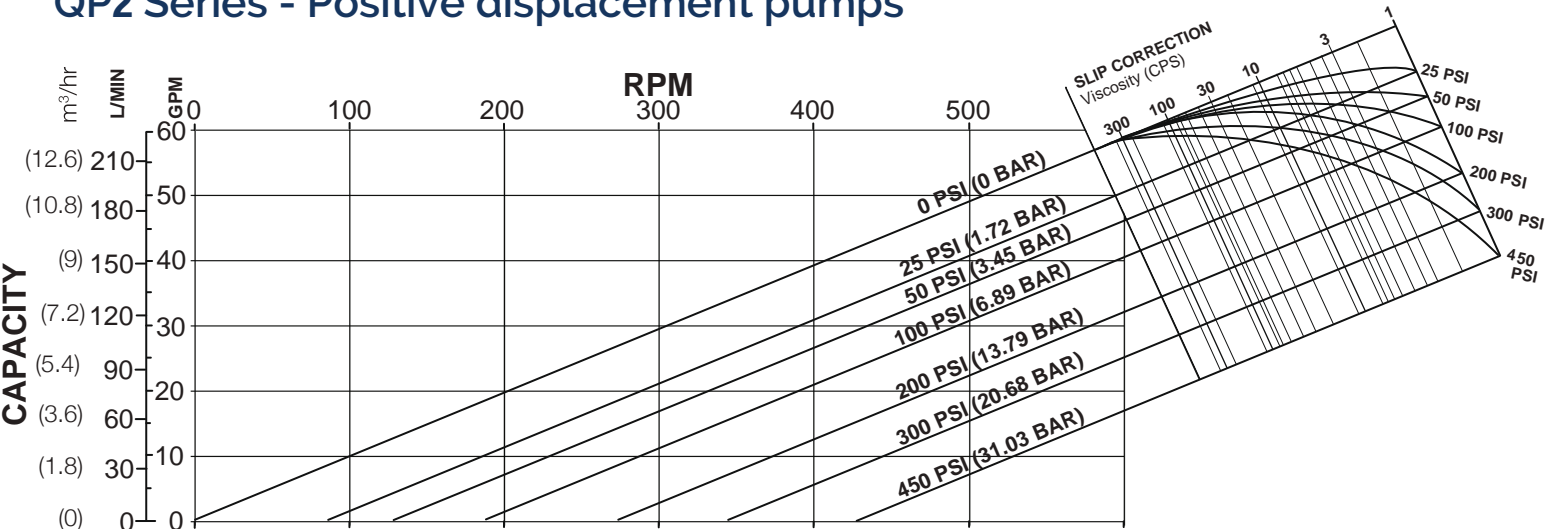 QP2 Series - Positive displacement pumps
m³/hr
L/MIN
GPM
RPM
0 100 200 300 400 500
SLIP CORRECTION
Viscosity (CPS)
300 100 30 10 3 1
25 PSI
50 PSI
100 PSI
200 PSI
300 PSI
450
PSI
CAPACITY
60
(12.6) 210
50
(10.8) 180
(9) 150 40
(7.2) 120 30
(5.4) 90
20
(3.6) 60
10
(1.8) 30
(0) 0 0
0 PSI (0 BAR)
25 PSI (1.72 BAR)
50 PSI (3.45 BAR)
100 PSI (6.89 BAR)
200 PSI (13.79 BAR)
300 PSI (20.68 BAR)
450 PSI (31.03 BAR)